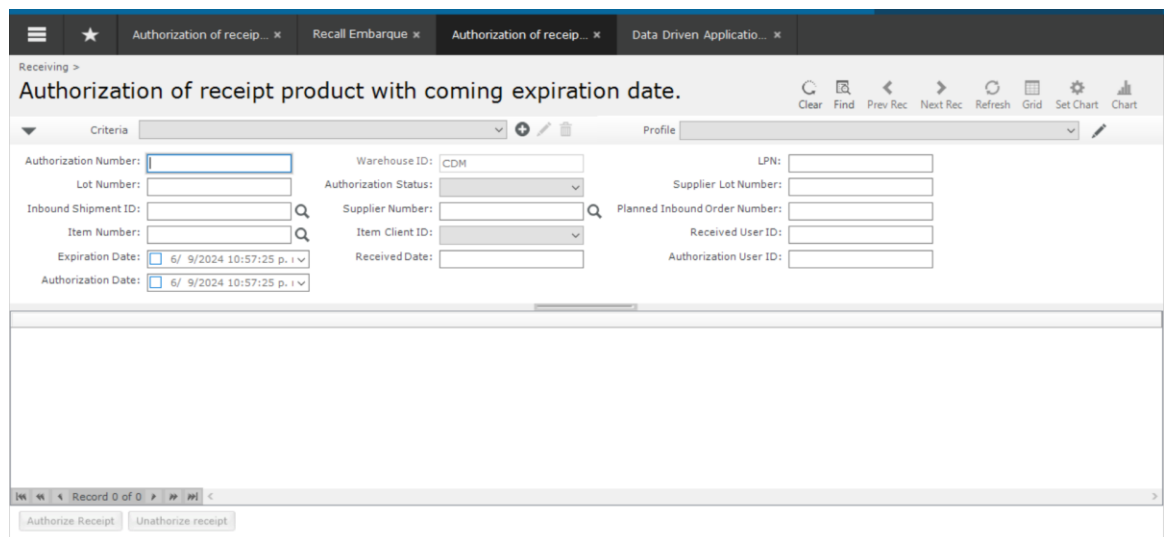 Authorization of receip... × Recall Embarque × Authorization of receip... × Data Driven Applicatio... ×
Receiving >
Authorization of receipt product with coming expiration date.
Clear Find Prev Rec Next Rec Refresh Grid Set Chart Chart
Criteria Profile
Authorization Number: Warehouse ID: CDM LPN:
Lot Number: Authorization Status: Supplier Lot Number:
Inbound Shipment ID: Supplier Number: Planned Inbound Order Number:
Item Number: Item Client ID: Received User ID:
Expiration Date: 6/ 9/2024 10:57:25 p. Received Date: Authorization User ID:
Authorization Date: 6/ 9/2024 10:57:25 p.
Record 0 of 0
Authorize Receipt Unathorize receipt